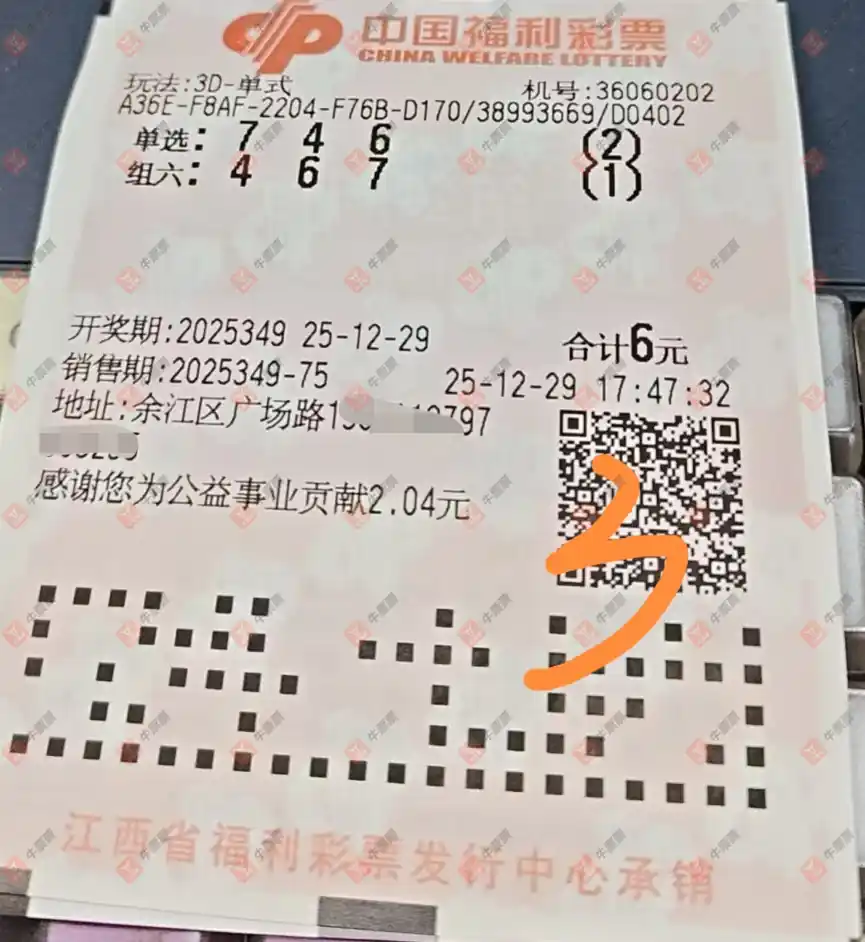 中国福利彩票
CHINA WELFARE LOTTERY
玩法:3D-单式 机号:36060202
A36E-F8AF-2204-F76B-D170/38993669/D0402
单选: 7 4 6 (2)
组六: 4 6 7 (1)
开奖期:2025349 25-12-29 合计6元
销售期:2025349-75 25-12-29 17:47:32
地址:余江区广场路1 797
感谢您为公益事业贡献2.04元
3
江西省福利彩票发行中心承销